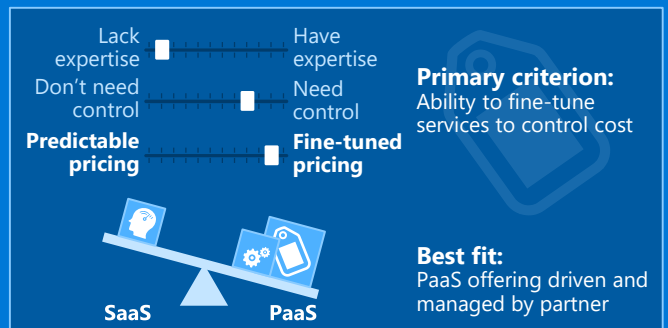 Lack
expertise
Have
expertise
Don't need
control
Need
control
Predictable
pricing
Fine-tuned
pricing
Primary criterion:
Ability to fine-tune
services to control cost
SaaS
PaaS
Best fit:
PaaS offering driven and
managed by partner